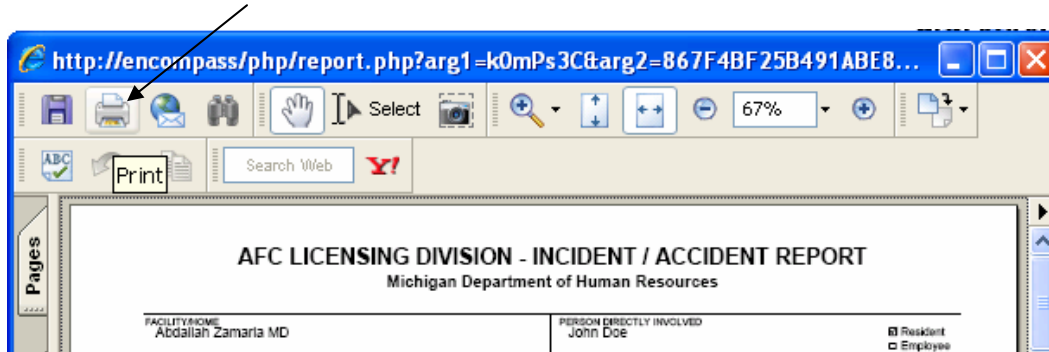 http://encompass/php/report.php?arg1=k0mPs3C&arg2=867F4BF25B491ABE8...
Select 67%
ABC Print Search Web Y!
Pages
AFC LICENSING DIVISION - INCIDENT / ACCIDENT REPORT
Michigan Department of Human Resources
FACILITY/HOME PERSON DIRECTLY INVOLVED
Abdallah Zamaria MD John Doe Resident
Employee